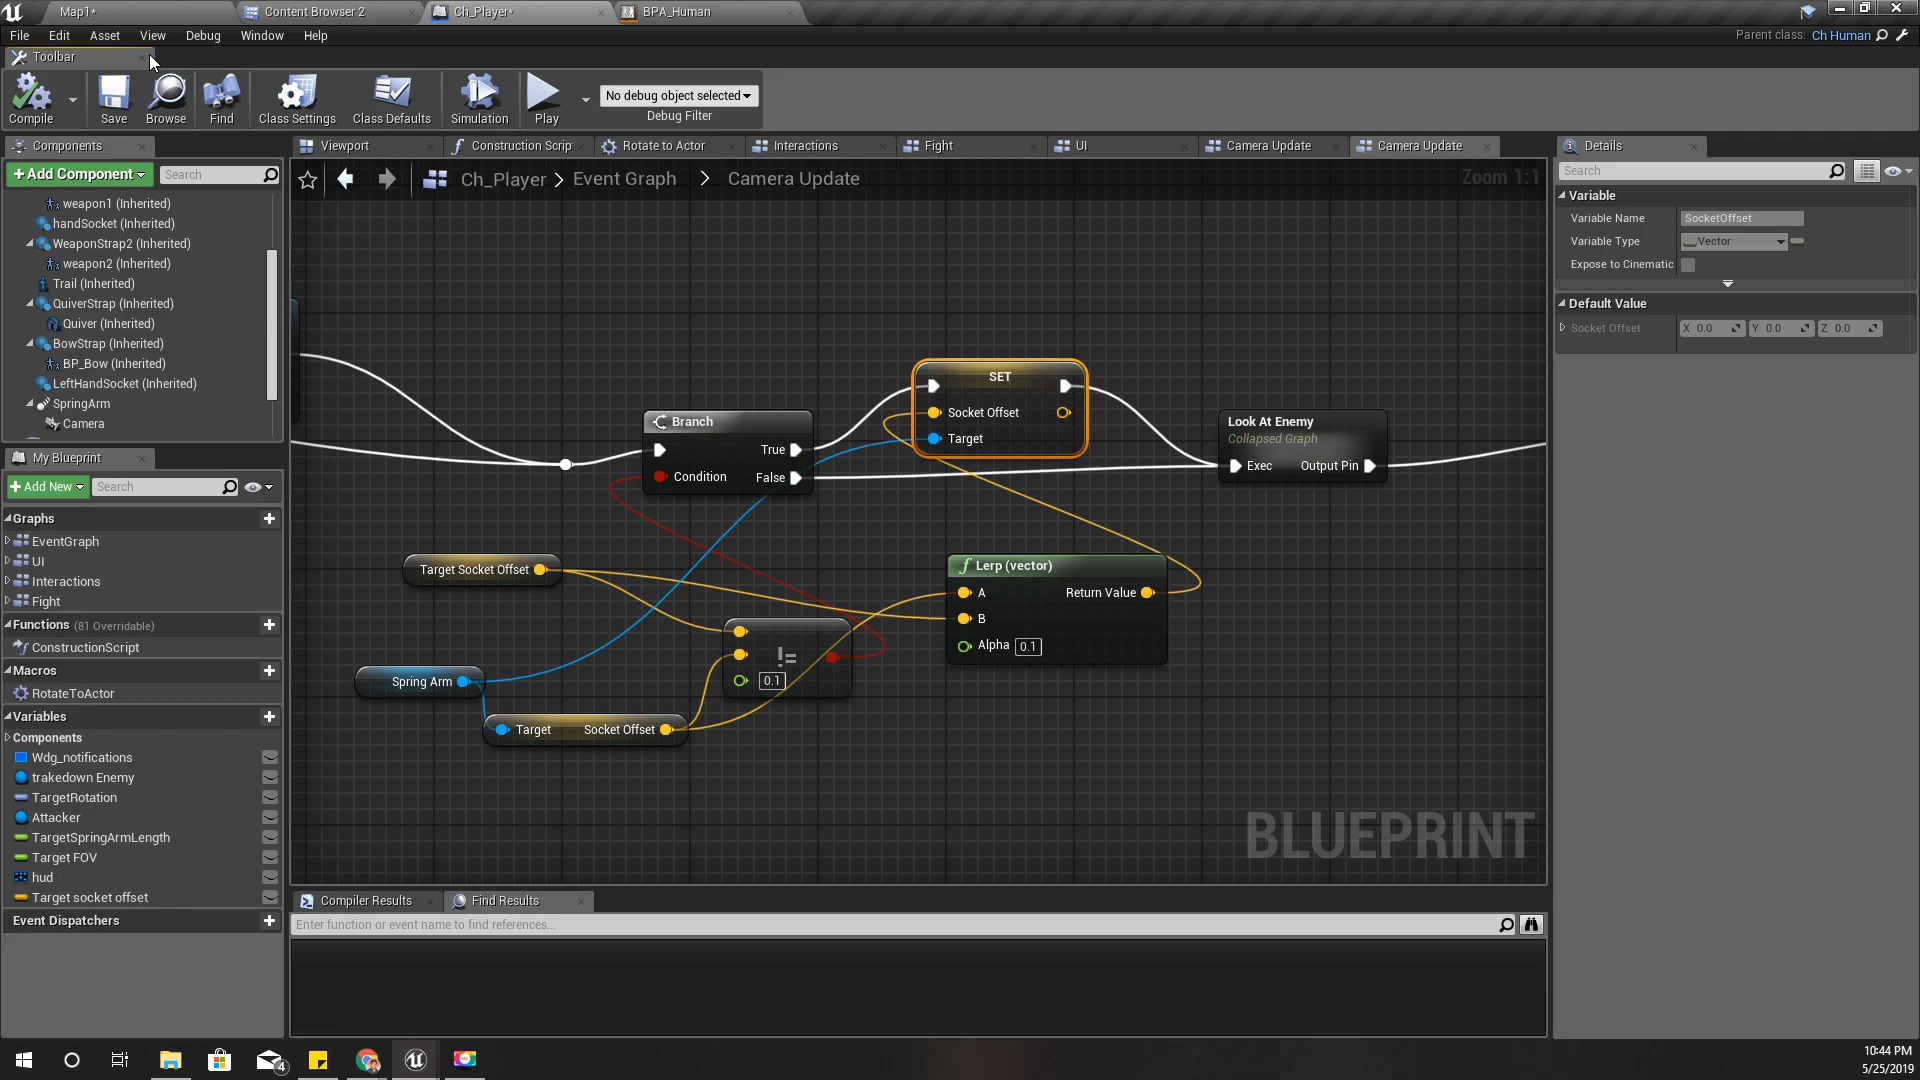 Map1*
Content Browser 2
Ch_Player*
BPA_Human
File Edit Asset View Debug Window Help
Parent class: Ch Human
Toolbar
Compile
Save
Browse
Find
Class Settings
Class Defaults
Simulation
Play
No debug object selected
Debug Filter
Components
+Add Component
Search
weapon1 (Inherited)
handSocket (Inherited)
WeaponStrap2 (Inherited)
weapon2 (Inherited)
Trail (Inherited)
QuiverStrap (Inherited)
Quiver (Inherited)
BowStrap (Inherited)
BP_Bow (Inherited)
LeftHandSocket (Inherited)
SpringArm
Camera
My Blueprint
+Add New
Search
Graphs
EventGraph
UI
Interactions
Fight
Functions (81 Overridable)
ConstructionScript
Macros
RotateToActor
Variables
Components
Wdg_notifications
trakedown Enemy
TargetRotation
Attacker
TargetSpringArmLength
Target FOV
hud
Target socket offset
Event Dispatchers
Viewport
Construction Scrip
Rotate to Actor
Interactions
Fight
UI
Camera Update
Camera Update
Ch_Player > Event Graph > Camera Update
Zoom 1:1
SET
Socket Offset
Target
Branch
True
Condition
False
Look At Enemy
Collapsed Graph
Exec
Output Pin
Target Socket Offset
Lerp (vector)
A
Return Value
B
Alpha 0.1
!=
0.1
Spring Arm
Target
Socket Offset
BLUEPRINT
Compiler Results
Find Results
Enter function or event name to find references...
Details
Search
Variable
Variable Name SocketOffset
Variable Type Vector
Expose to Cinematic
Default Value
Socket Offset X 0.0 Y 0.0 Z 0.0
4
10:44 PM
5/25/2019